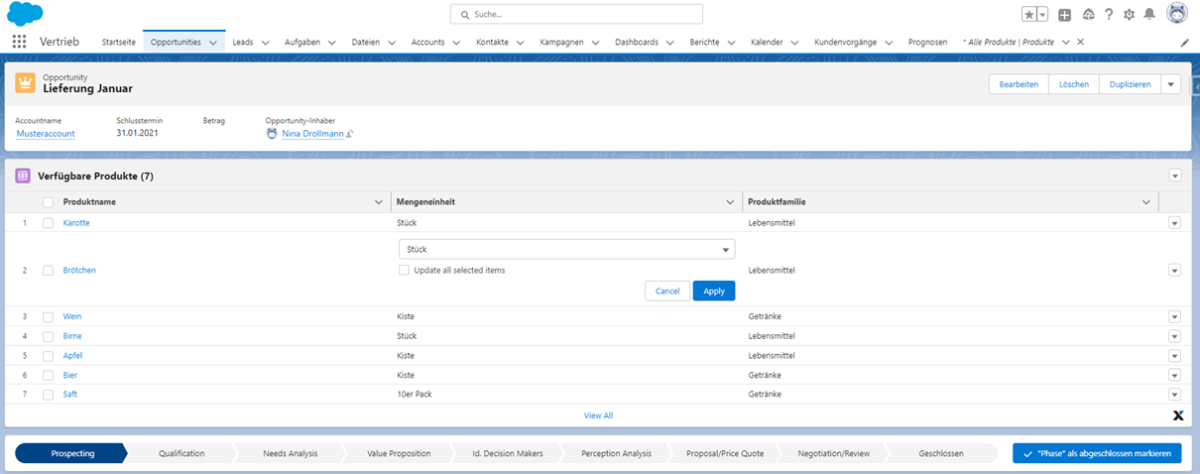 Suche...
Vertrieb Startseite Opportunities Leads Aufgaben Dateien Accounts Kontakte Kampagnen Dashboards Berichte Kalender Kundenvorgänge Prognosen * Alle Produkte | Produkte
Opportunity
Lieferung Januar
Bearbeiten Löschen Duplizieren
Accountname Schlusstermin Betrag Opportunity-Inhaber
Musteraccount 31.01.2021 Nina Drollmann
Verfügbare Produkte (7)
Produktname Mengeneinheit Produktfamilie
1 Karotte Stück Lebensmittel
Stück
2 Brötchen Update all selected items Lebensmittel
Cancel Apply
3 Wein Kiste Getränke
4 Birne Stück Lebensmittel
5 Apfel Kiste Lebensmittel
6 Bier Kiste Getränke
7 Saft 10er Pack Getränke
View All
Prospecting Qualification Needs Analysis Value Proposition Id. Decision Makers Perception Analysis Proposal/Price Quote Negotiation/Review Geschlossen "Phase" als abgeschlossen markieren